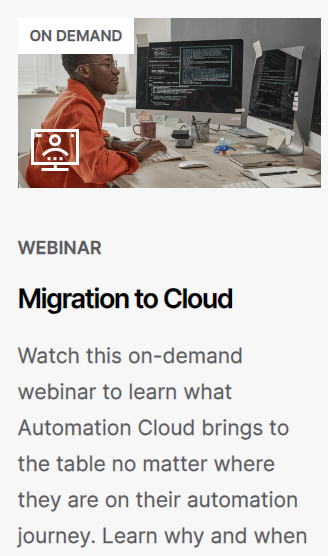 ON DEMAND
WEBINAR
Migration to Cloud
Watch this on-demand
webinar to learn what
Automation Cloud brings to
the table no matter where
they are on their automation
journey. Learn why and when